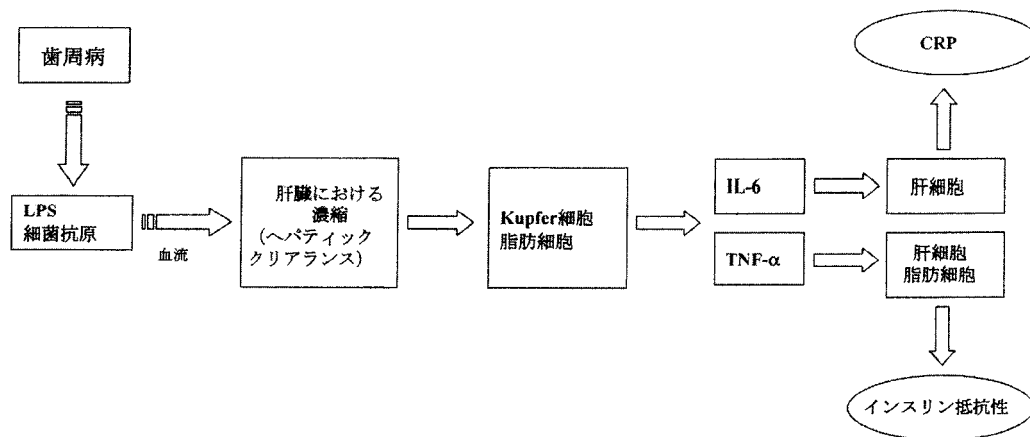 歯周病
LPS
細菌抗原
血流
肝臓における
濃縮
(へパティック
クリアランス)
Kupfer細胞
脂肪細胞
IL-6
TNF-α
肝細胞
肝細胞
脂肪細胞
CRP
インスリン抵抗性